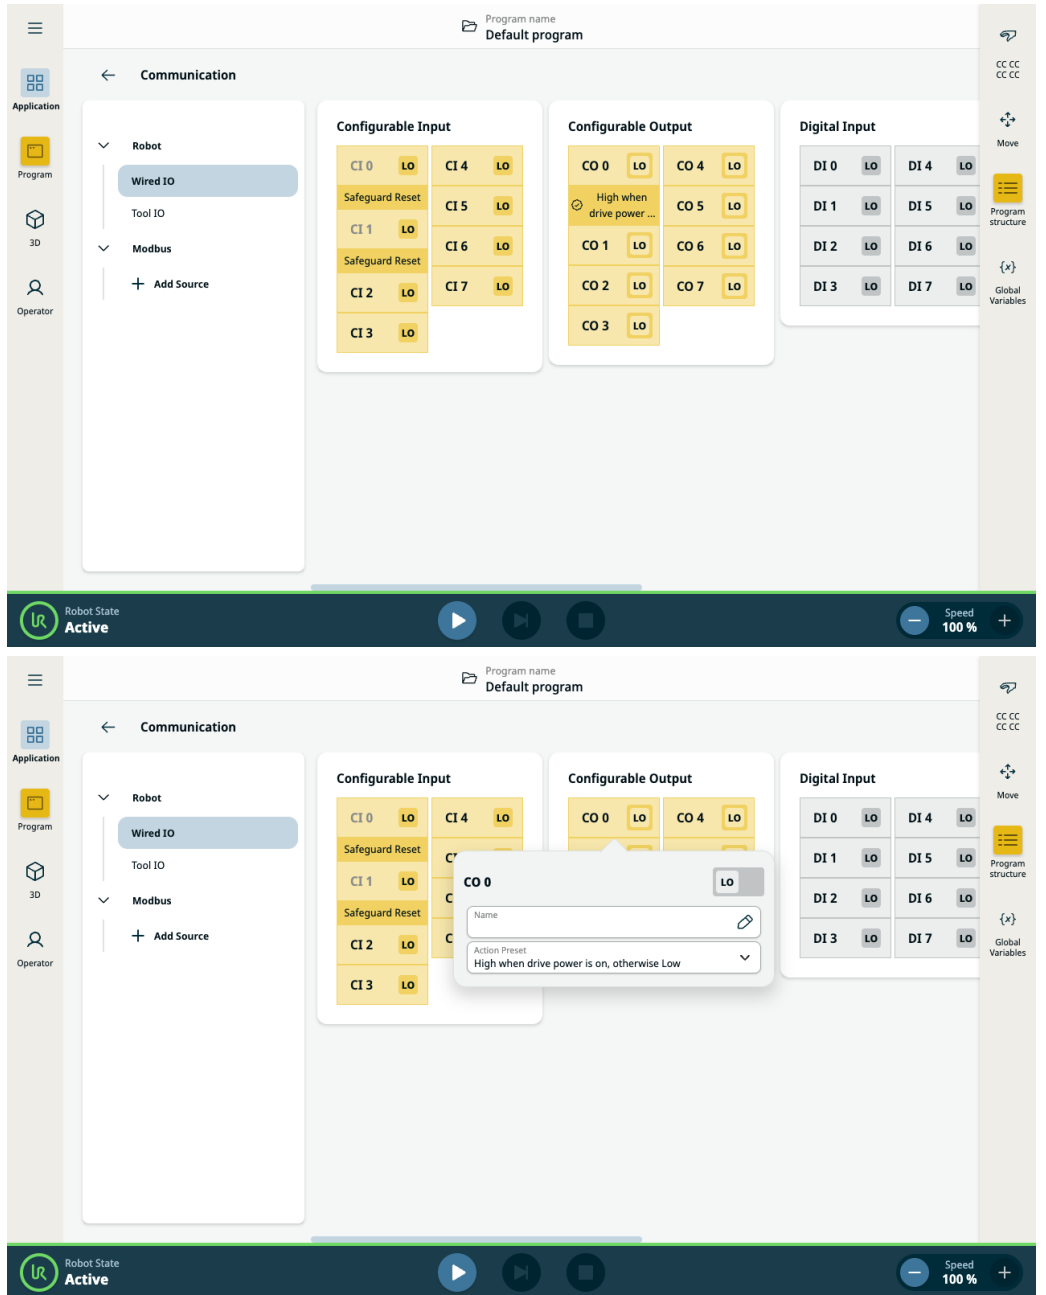 Program name
Default program
Application
Program
3D
Operator
Communication
Robot
Wired IO
Tool IO
Modbus
Add Source
Configurable Input
CI 0 LO CI 4 LO
Safeguard Reset
CI 5 LO
CI 1 LO
CI 6 LO
Safeguard Reset
CI 2 LO CI 7 LO
CI 3 LO
Configurable Output
CO 0 LO CO 4 LO
High when
drive power ...
CO 5 LO
CO 1 LO CO 6 LO
CO 2 LO CO 7 LO
CO 3 LO
Digital Input
DI 0 LO DI 4 LO
DI 1 LO DI 5 LO
DI 2 LO DI 6 LO
DI 3 LO DI 7 LO
CC CC
CC CC
Move
Program
structure
{x}
Global
Variables
Robot State
Active
Speed
100 %
Program name
Default program
Application
Program
3D
Operator
Communication
Robot
Wired IO
Tool IO
Modbus
Add Source
Configurable Input
CI 0 LO CI 4 LO
Safeguard Reset
CI 1 LO
Safeguard Reset
CI 2 LO
CI 3 LO
Configurable Output
CO 0 LO CO 4 LO
CO 0 LO
Name
Action Preset
High when drive power is on, otherwise Low
Digital Input
DI 0 LO DI 4 LO
DI 1 LO DI 5 LO
DI 2 LO DI 6 LO
DI 3 LO DI 7 LO
CC CC
CC CC
Move
Program
structure
{x}
Global
Variables
Robot State
Active
Speed
100 %